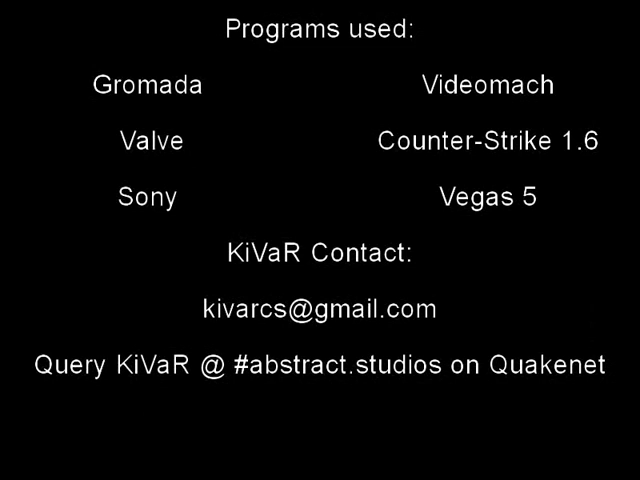 Programs used:
Gromada Videomach
Valve Counter-Strike 1.6
Sony Vegas 5
KiVaR Contact:
kivarcs@gmail.com
Query KiVaR @ #abstract.studios on Quakenet